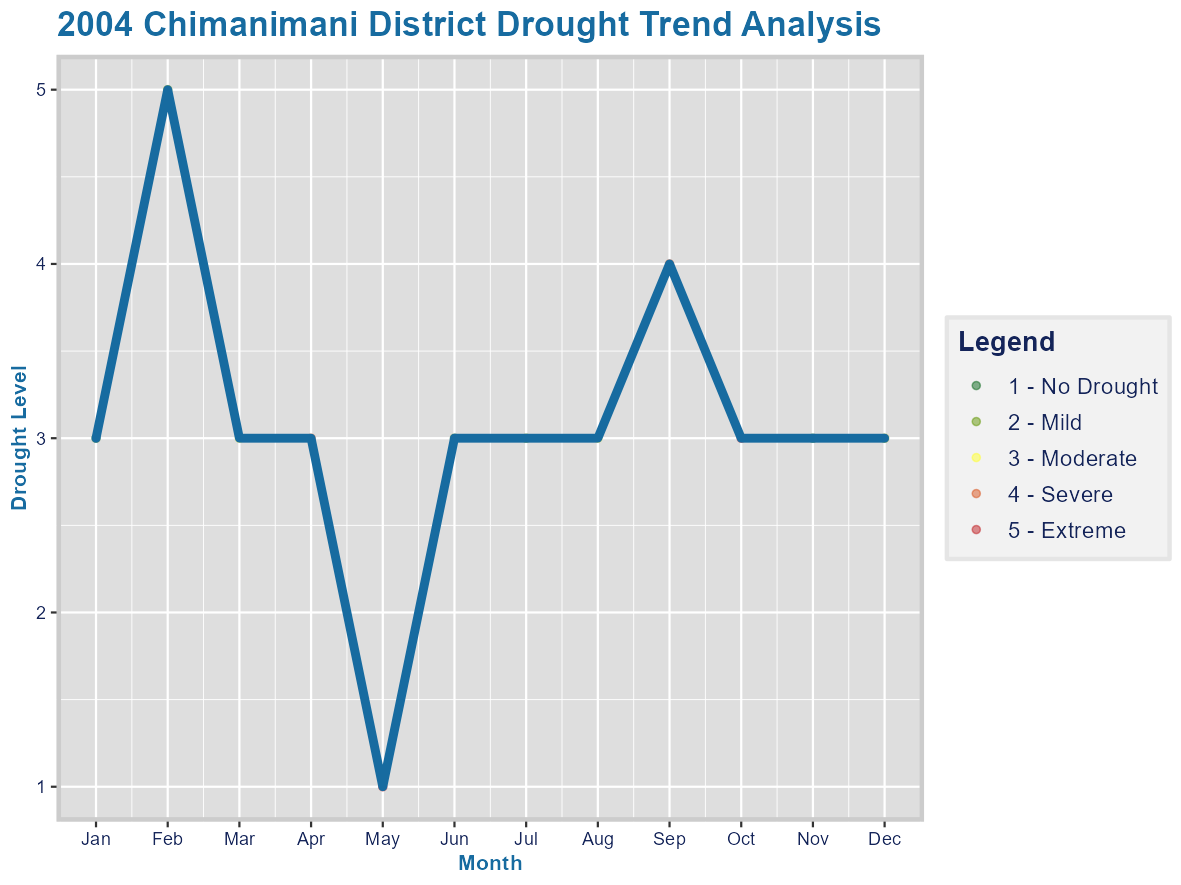 2004 Chimanimani District Drought Trend Analysis
Drought Level
5
4
3
2
1
Jan Feb Mar Apr May Jun Jul Aug Sep Oct Nov Dec
Month
Legend
1 - No Drought
2 - Mild
3 - Moderate
4 - Severe
5 - Extreme